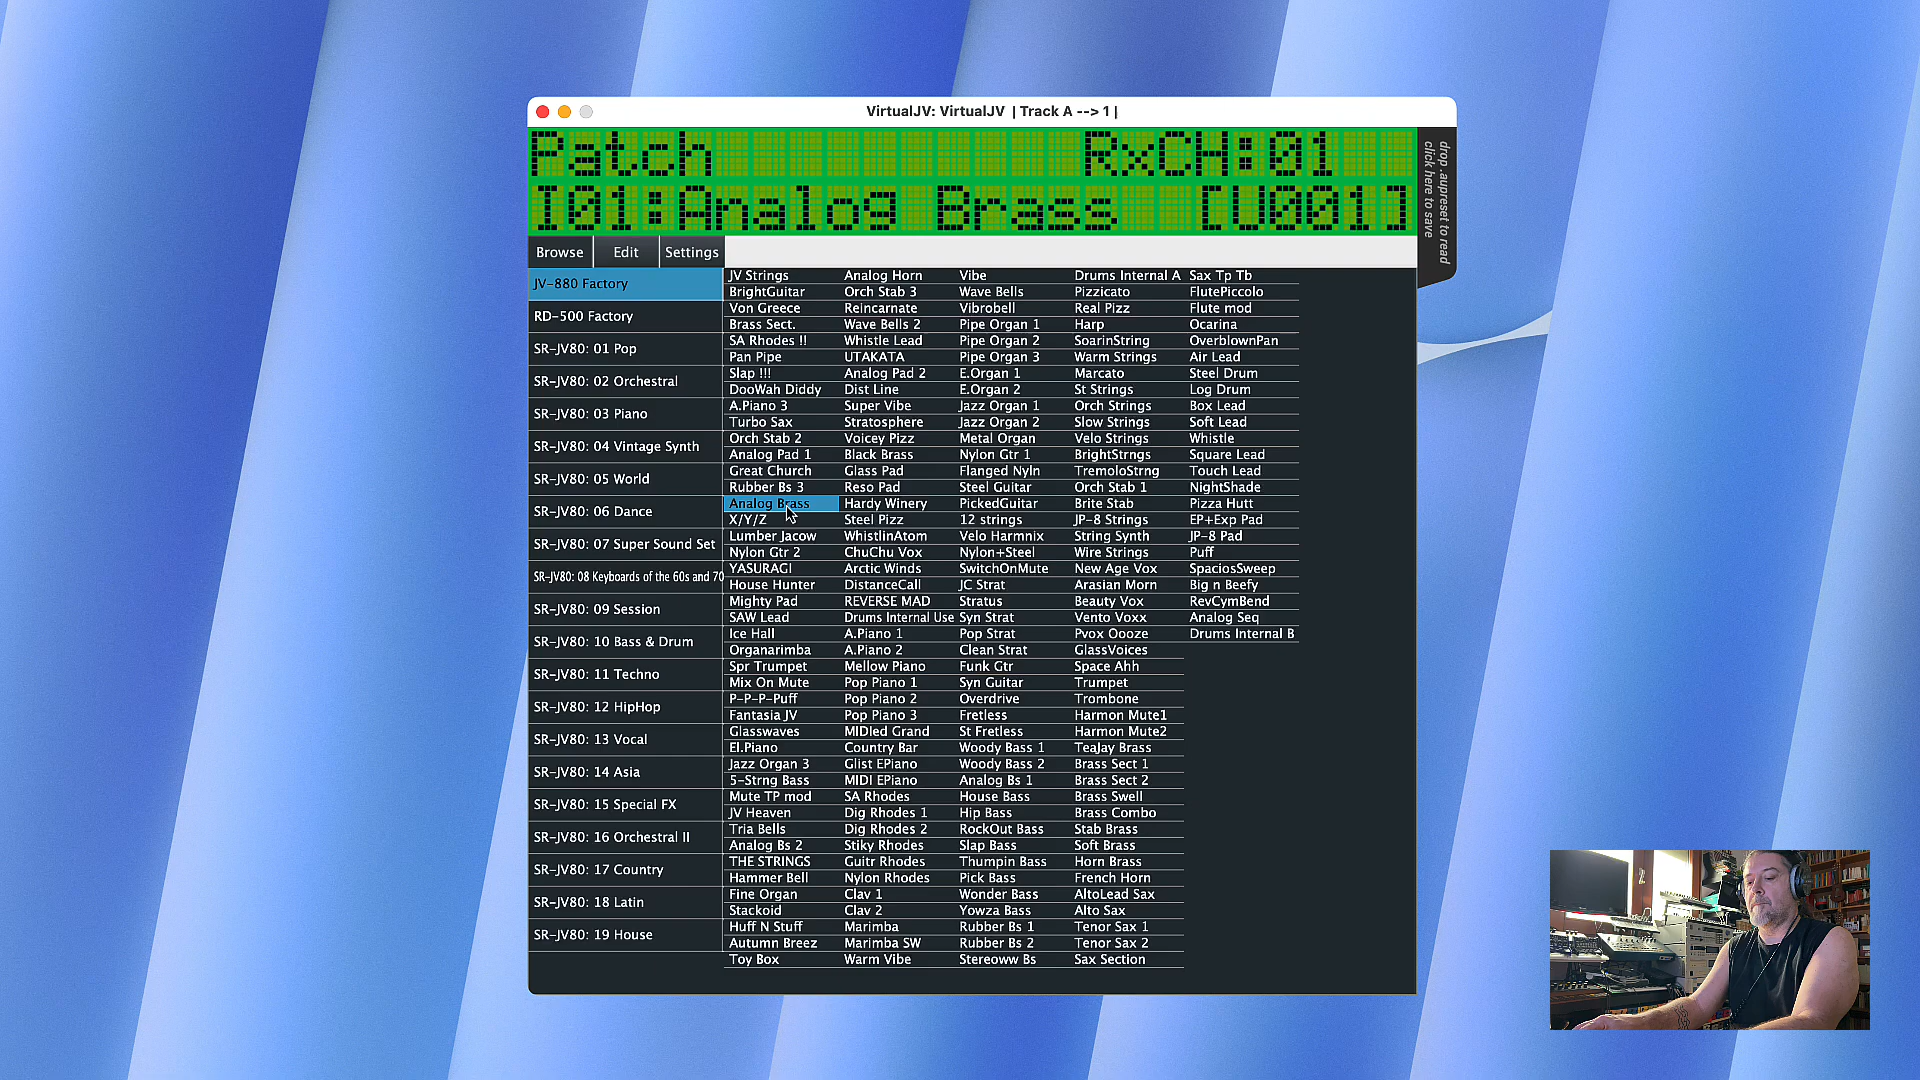 VirtualJV: VirtualJV | Track A --> 1 |
Patch RxCH:01
I01:Analog Brass [U001]
drop .aupreset to read
click here to save
Browse Edit Settings
JV-880 Factory
RD-500 Factory
SR-JV80: 01 Pop
SR-JV80: 02 Orchestral
SR-JV80: 03 Piano
SR-JV80: 04 Vintage Synth
SR-JV80: 05 World
SR-JV80: 06 Dance
SR-JV80: 07 Super Sound Set
SR-JV80: 08 Keyboards of the 60s and 70
SR-JV80: 09 Session
SR-JV80: 10 Bass & Drum
SR-JV80: 11 Techno
SR-JV80: 12 HipHop
SR-JV80: 13 Vocal
SR-JV80: 14 Asia
SR-JV80: 15 Special FX
SR-JV80: 16 Orchestral II
SR-JV80: 17 Country
SR-JV80: 18 Latin
SR-JV80: 19 House
JV Strings
BrightGuitar
Von Greece
Brass Sect.
SA Rhodes !!
Pan Pipe
Slap !!!
DooWah Diddy
A.Piano 3
Turbo Sax
Orch Stab 2
Analog Pad 1
Great Church
Rubber Bs 3
Analog Brass
X/Y/Z
Lumber Jacow
Nylon Gtr 2
YASURAGI
House Hunter
Mighty Pad
SAW Lead
Ice Hall
Organarimba
Spr Trumpet
Mix On Mute
P-P-P-Puff
Fantasia JV
Glasswaves
El.Piano
Jazz Organ 3
5-Strng Bass
Mute TP mod
JV Heaven
Tria Bells
Analog Bs 2
THE STRINGS
Hammer Bell
Fine Organ
Stackoid
Huff N Stuff
Autumn Breez
Toy Box
Analog Horn
Orch Stab 3
Reincarnate
Wave Bells 2
Whistle Lead
UTAKATA
Analog Pad 2
Dist Line
Super Vibe
Stratosphere
Voicey Pizz
Black Brass
Glass Pad
Reso Pad
Hardy Winery
Steel Pizz
WhistlinAtom
ChuChu Vox
Arctic Winds
DistanceCall
REVERSE MAD
Drums Internal Use
A.Piano 1
A.Piano 2
Mellow Piano
Pop Piano 1
Pop Piano 2
Pop Piano 3
MIDIed Grand
Country Bar
Glist EPiano
MIDI EPiano
SA Rhodes
Dig Rhodes 1
Dig Rhodes 2
Stiky Rhodes
Guitr Rhodes
Nylon Rhodes
Clav 1
Clav 2
Marimba
Marimba SW
Warm Vibe
Vibe
Wave Bells
Vibrobell
Pipe Organ 1
Pipe Organ 2
Pipe Organ 3
E.Organ 1
E.Organ 2
Jazz Organ 1
Jazz Organ 2
Metal Organ
Nylon Gtr 1
Flanged Nyln
Steel Guitar
PickedGuitar
12 strings
Velo Harmnix
Nylon+Steel
SwitchOnMute
JC Strat
Stratus
Syn Strat
Pop Strat
Clean Strat
Funk Gtr
Syn Guitar
Overdrive
Fretless
St Fretless
Woody Bass 1
Woody Bass 2
Analog Bs 1
House Bass
Hip Bass
RockOut Bass
Slap Bass
Thumpin Bass
Pick Bass
Wonder Bass
Yowza Bass
Rubber Bs 1
Rubber Bs 2
Stereoww Bs
Drums Internal A
Pizzicato
Real Pizz
Harp
SoarinString
Warm Strings
Marcato
St Strings
Orch Strings
Slow Strings
Velo Strings
BrightStrngs
TremoloStrng
Orch Stab 1
Brite Stab
JP-8 Strings
String Synth
Wire Strings
New Age Vox
Arasian Morn
Beauty Vox
Vento Voxx
Pvox Oooze
GlassVoices
Space Ahh
Trumpet
Trombone
Harmon Mute1
Harmon Mute2
TeaJay Brass
Brass Sect 1
Brass Sect 2
Brass Swell
Brass Combo
Stab Brass
Soft Brass
Horn Brass
French Horn
AltoLead Sax
Alto Sax
Tenor Sax 1
Tenor Sax 2
Sax Section
Sax Tp Tb
FlutePiccolo
Flute mod
Ocarina
OverblownPan
Air Lead
Steel Drum
Log Drum
Box Lead
Soft Lead
Whistle
Square Lead
Touch Lead
NightShade
Pizza Hutt
EP+Exp Pad
JP-8 Pad
Puff
SpaciosSweep
Big n Beefy
RevCymBend
Analog Seq
Drums Internal B